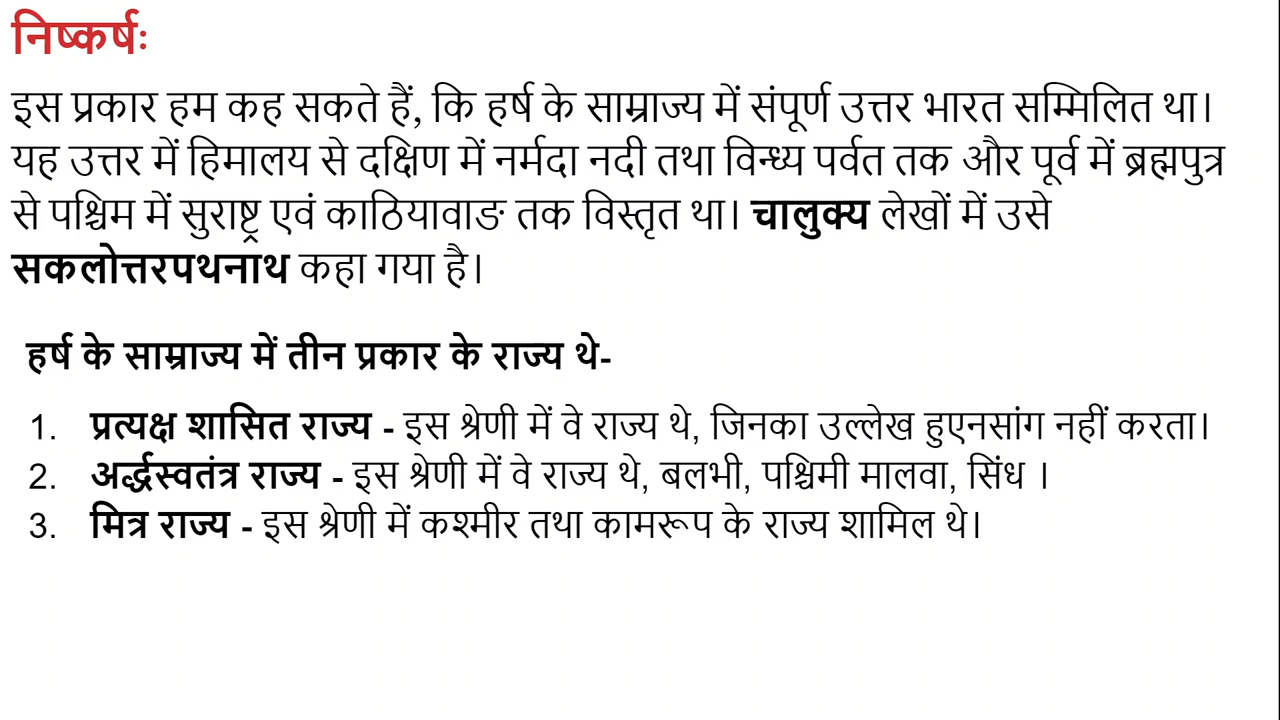 निष्कर्षः
इस प्रकार हम कह सकते हैं, कि हर्ष के साम्राज्य में संपूर्ण उत्तर भारत सम्मिलित था।
यह उत्तर में हिमालय से दक्षिण में नर्मदा नदी तथा विन्ध्य पर्वत तक और पूर्व में ब्रह्मपुत्र
से पश्चिम में सुराष्ट्र एवं काठियावाङ तक विस्तृत था। चालुक्य लेखों में उसे
सकलोत्तरपथनाथ कहा गया है।
हर्ष के साम्राज्य में तीन प्रकार के राज्य थे-
1. प्रत्यक्ष शासित राज्य - इस श्रेणी में वे राज्य थे, जिनका उल्लेख हुएनसांग नहीं करता।
2. अर्द्धस्वतंत्र राज्य - इस श्रेणी में वे राज्य थे, बलभी, पश्चिमी मालवा, सिंध ।
3. मित्र राज्य - इस श्रेणी में कश्मीर तथा कामरूप के राज्य शामिल थे।